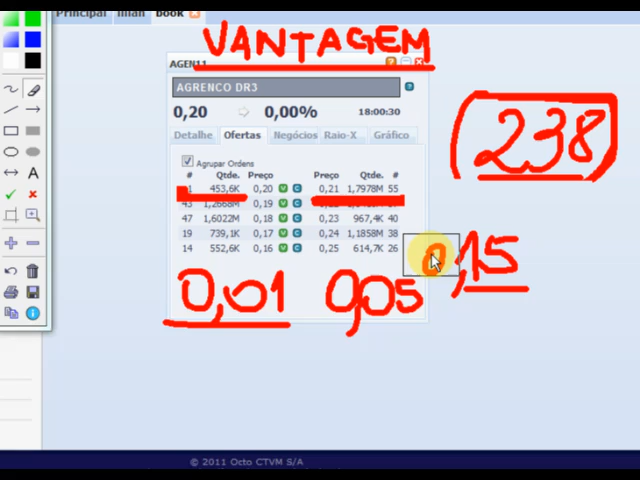 Principal man book
VANTAGEM
AGEN11
AGRENCO DR3
0,20 0,00% 18:00:30
Detalhe Ofertas Negócios Raio-X Gráfico
Agrupar Ordens
# Qtde. Preço Preço Qtde. #
1 453,6K 0,20 V C 0,21 1,7978M 55
43 1,2668M 0,19 V C
47 1,6022M 0,18 V C 0,23 967,4K 40
19 739,1K 0,17 V C 0,24 1,1858M 38
14 552,6K 0,16 V C 0,25 614,7K 26
238
0,01 0,05 0,15
A
© 2011 Octo CTVM S/A